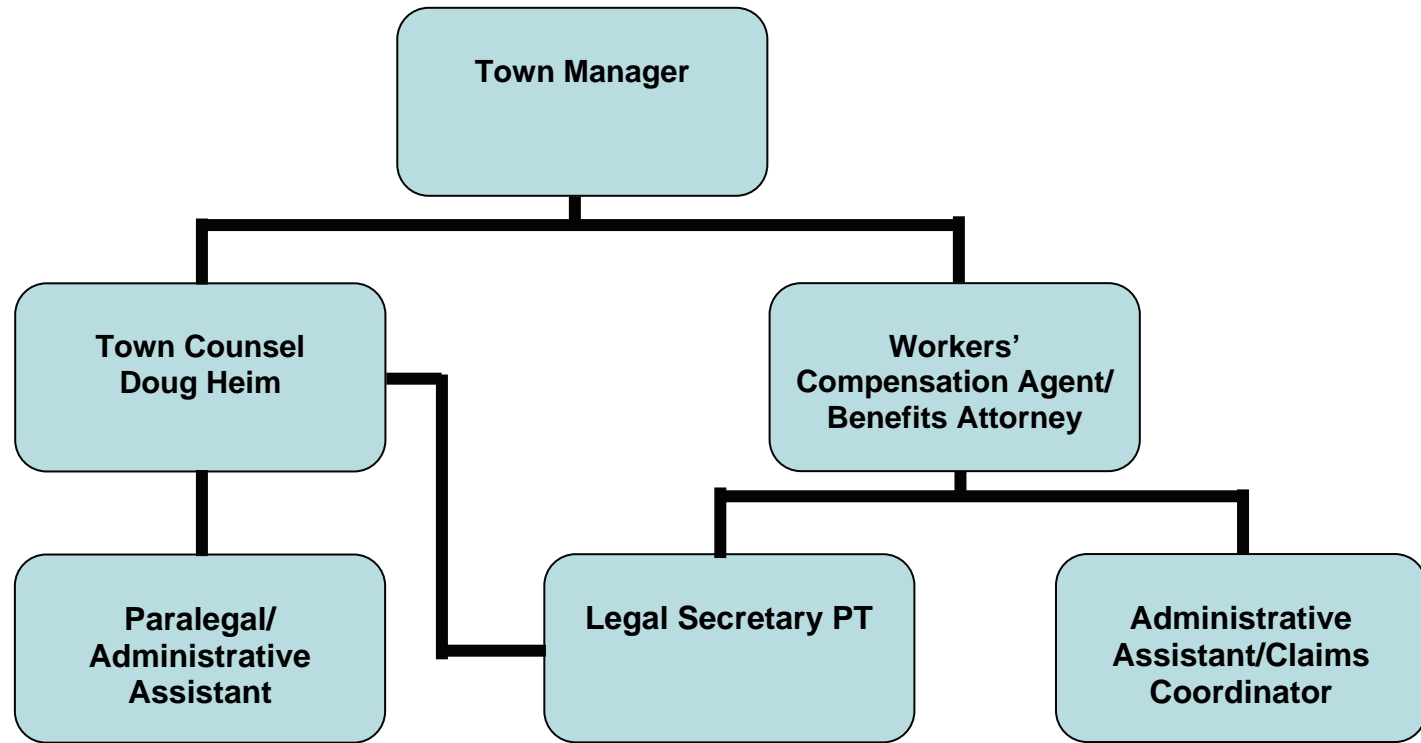 Town Manager
Town Counsel
Doug Heim
Workers’
Compensation Agent/
Benefits Attorney
Paralegal/
Administrative
Assistant
Legal Secretary PT
Administrative
Assistant/Claims
Coordinator